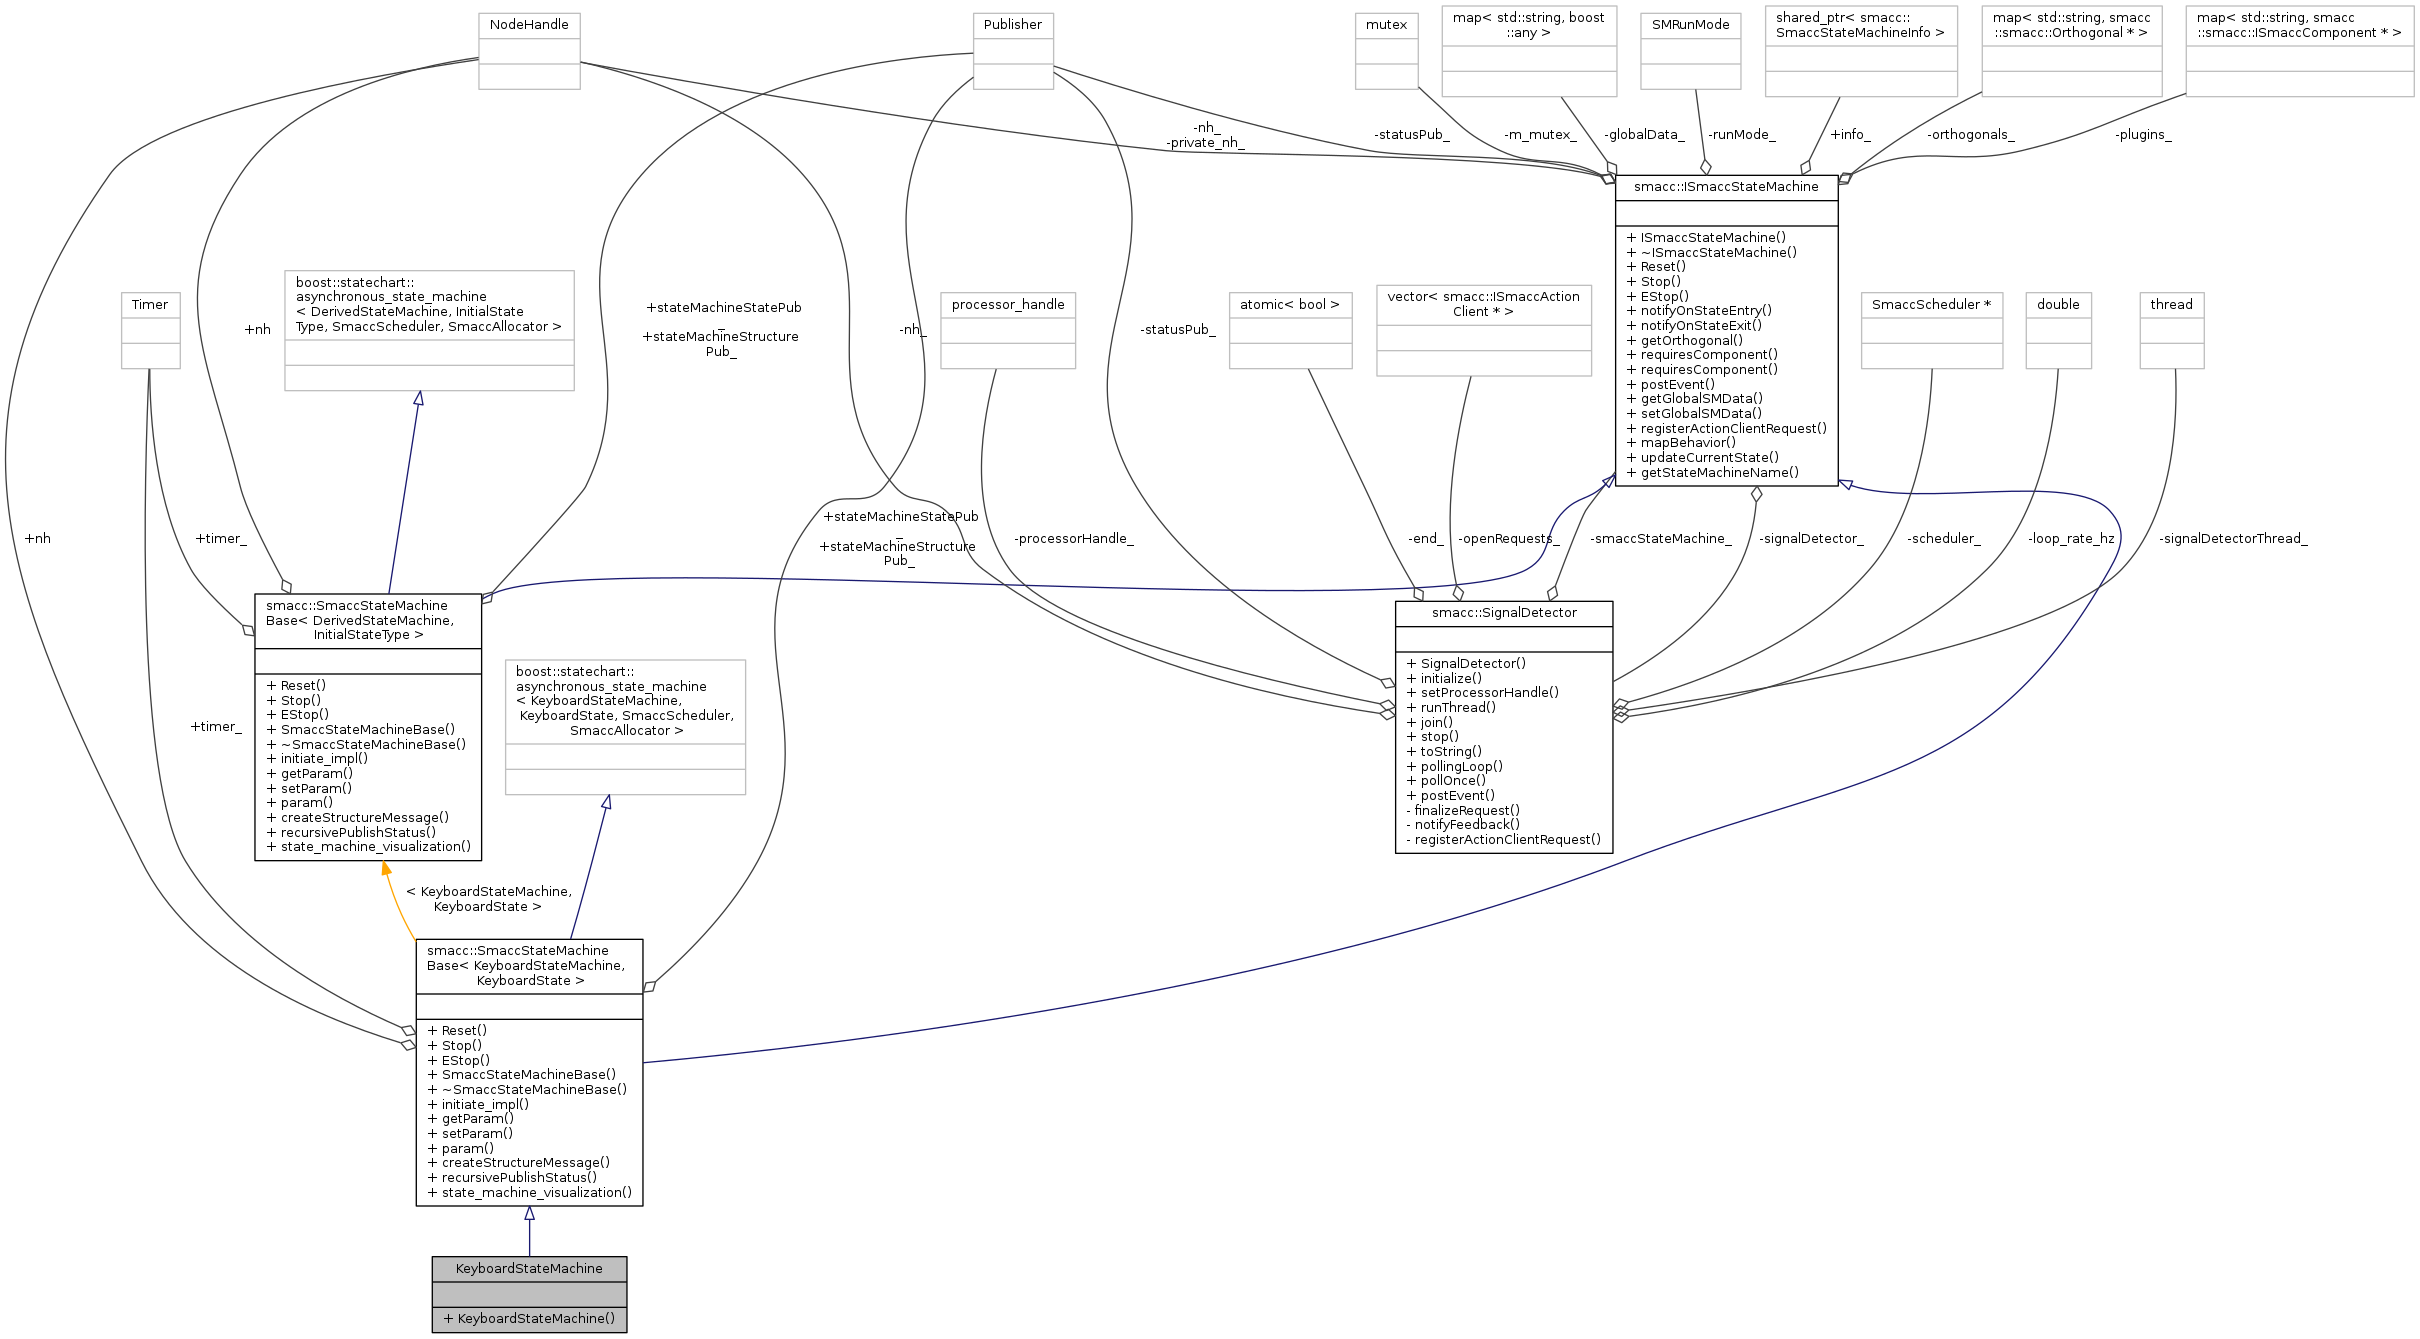 NodeHandle
Publisher
mutex
map< std::string, boost
::any >
SMRunMode
shared_ptr< smacc::
SmaccStateMachineInfo >
map< std::string, smacc
::smacc::Orthogonal * >
map< std::string, smacc
::smacc::ISmaccComponent * >
-nh_
-private_nh_
-statusPub_
-m_mutex_
-globalData_
-runMode_
+info_
-orthogonals_
-plugins_
smacc::ISmaccStateMachine
+ ISmaccStateMachine()
+ ~ISmaccStateMachine()
+ Reset()
+ Stop()
+ EStop()
+ notifyOnStateEntry()
+ notifyOnStateExit()
+ getOrthogonal()
+ requiresComponent()
+ requiresComponent()
+ postEvent()
+ getGlobalSMData()
+ setGlobalSMData()
+ registerActionClientRequest()
+ mapBehavior()
+ updateCurrentState()
+ getStateMachineName()
Timer
+nh
boost::statechart::
asynchronous_state_machine
< DerivedStateMachine, InitialState
Type, SmaccScheduler, SmaccAllocator >
+stateMachineStatePub
_
+stateMachineStructure
Pub_
-nh_
processor_handle
-statusPub_
atomic< bool >
vector< smacc::ISmaccAction
Client * >
SmaccScheduler *
double
thread
+nh
+timer_
+stateMachineStatePub
_
+stateMachineStructure
Pub_
-processorHandle_
-end_
-openRequests_
-smaccStateMachine_
-signalDetector_
-scheduler_
-loop_rate_hz
-signalDetectorThread_
smacc::SmaccStateMachine
Base< DerivedStateMachine,
InitialStateType >
+ Reset()
+ Stop()
+ EStop()
+ SmaccStateMachineBase()
+ ~SmaccStateMachineBase()
+ initiate_impl()
+ getParam()
+ setParam()
+ param()
+ createStructureMessage()
+ recursivePublishStatus()
+ state_machine_visualization()
+timer_
boost::statechart::
asynchronous_state_machine
< KeyboardStateMachine,
KeyboardState, SmaccScheduler,
SmaccAllocator >
smacc::SignalDetector
+ SignalDetector()
+ initialize()
+ setProcessorHandle()
+ runThread()
+ join()
+ stop()
+ toString()
+ pollingLoop()
+ pollOnce()
+ postEvent()
- finalizeRequest()
- notifyFeedback()
- registerActionClientRequest()
< KeyboardStateMachine,
KeyboardState >
smacc::SmaccStateMachine
Base< KeyboardStateMachine,
KeyboardState >
+ Reset()
+ Stop()
+ EStop()
+ SmaccStateMachineBase()
+ ~SmaccStateMachineBase()
+ initiate_impl()
+ getParam()
+ setParam()
+ param()
+ createStructureMessage()
+ recursivePublishStatus()
+ state_machine_visualization()
KeyboardStateMachine
+ KeyboardStateMachine()